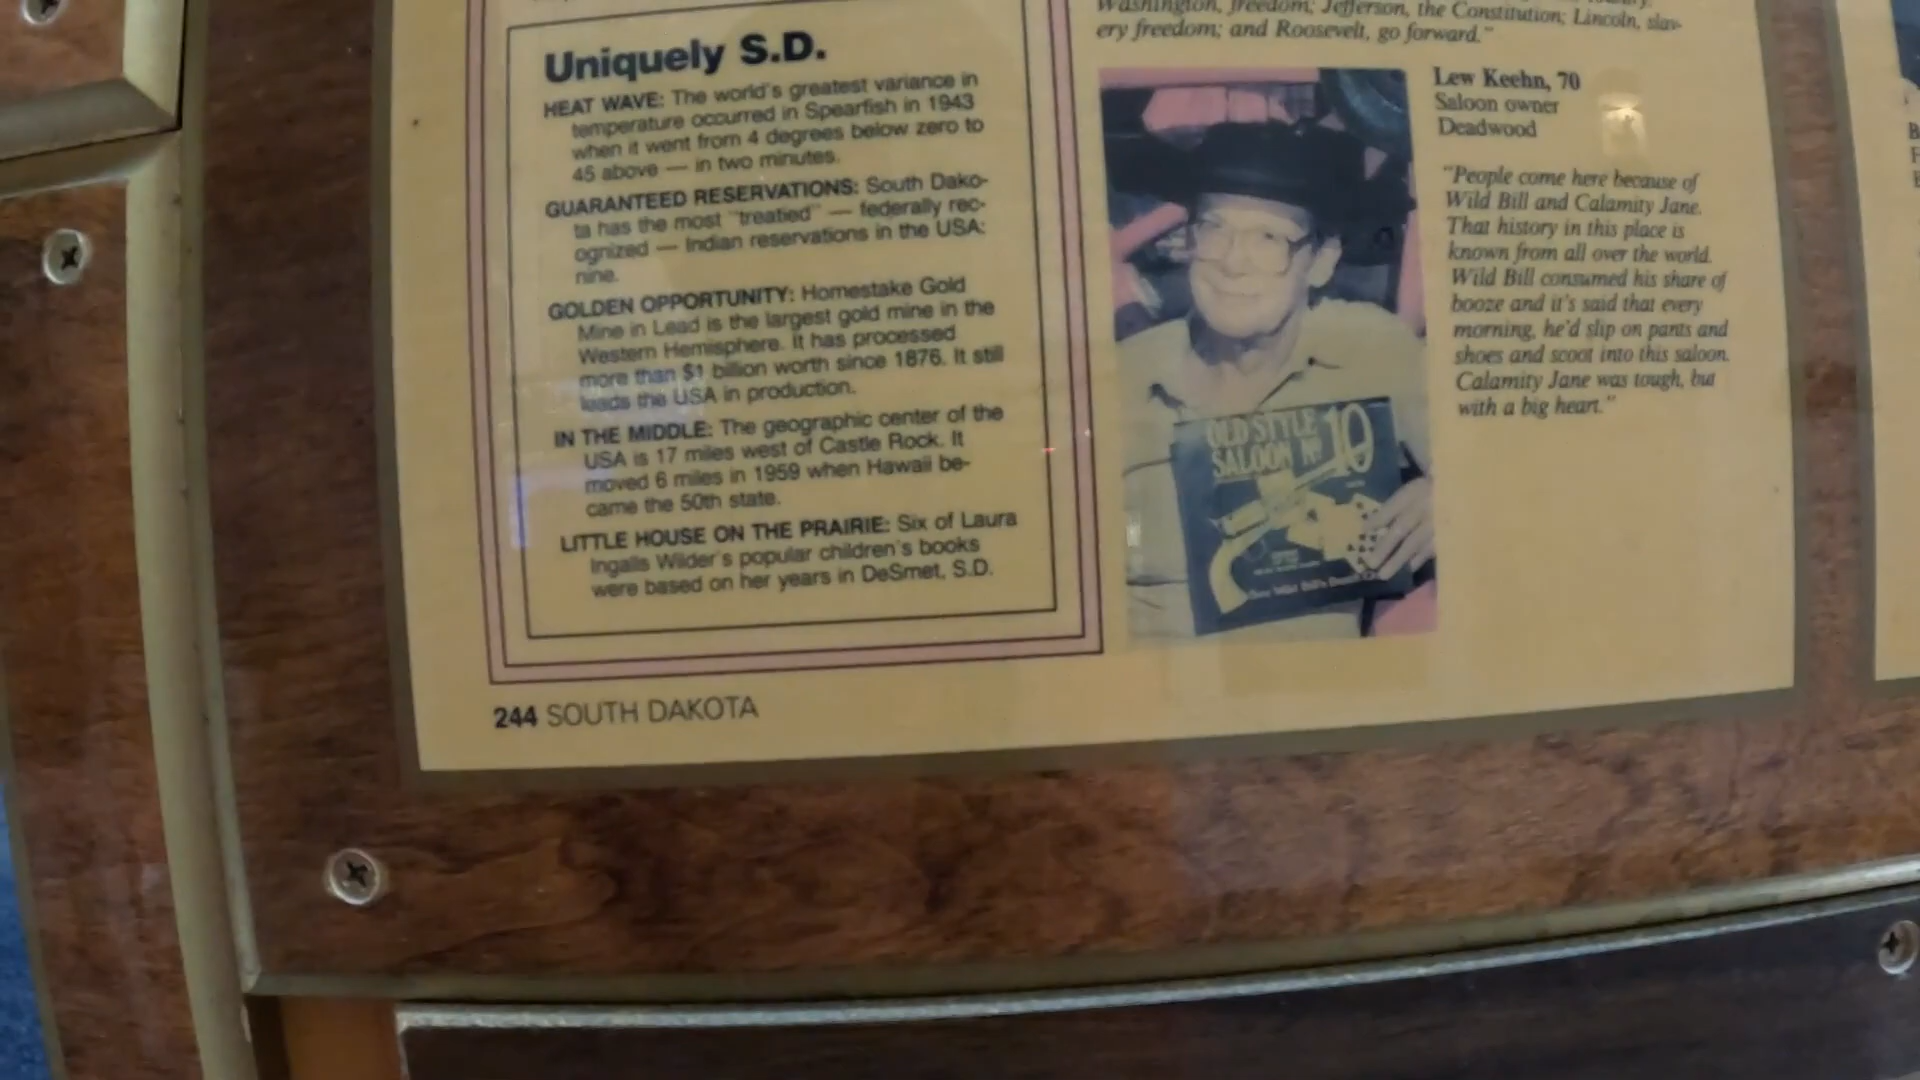 Uniquely S.D.
HEAT WAVE: The world's greatest variance in
temperature occurred in Spearfish in 1943
when it went from 4 degrees below zero to
45 above — in two minutes.
GUARANTEED RESERVATIONS: South Dako-
ta has the most "treatied" — federally rec-
ognized — Indian reservations in the USA:
nine.
GOLDEN OPPORTUNITY: Homestake Gold
Mine in Lead is the largest gold mine in the
Western Hemisphere. It has processed
more than $1 billion worth since 1876. It still
leads the USA in production.
IN THE MIDDLE: The geographic center of the
USA is 17 miles west of Castle Rock. It
moved 6 miles in 1959 when Hawaii be-
came the 50th state.
LITTLE HOUSE ON THE PRAIRIE: Six of Laura
Ingalls Wilder's popular children's books
were based on her years in DeSmet, S.D.
244 SOUTH DAKOTA
Washington, freedom; Jefferson, the Constitution; Lincoln, slav-
ery freedom; and Roosevelt, go forward."
Lew Keehn, 70
Saloon owner
Deadwood
"People come here because of
Wild Bill and Calamity Jane.
That history in this place is
known from all over the world.
Wild Bill consumed his share of
booze and it's said that every
morning, he'd slip on pants and
shoes and scoot into this saloon.
Calamity Jane was tough, but
with a big heart."
OLD STYLE
SALOON No 10